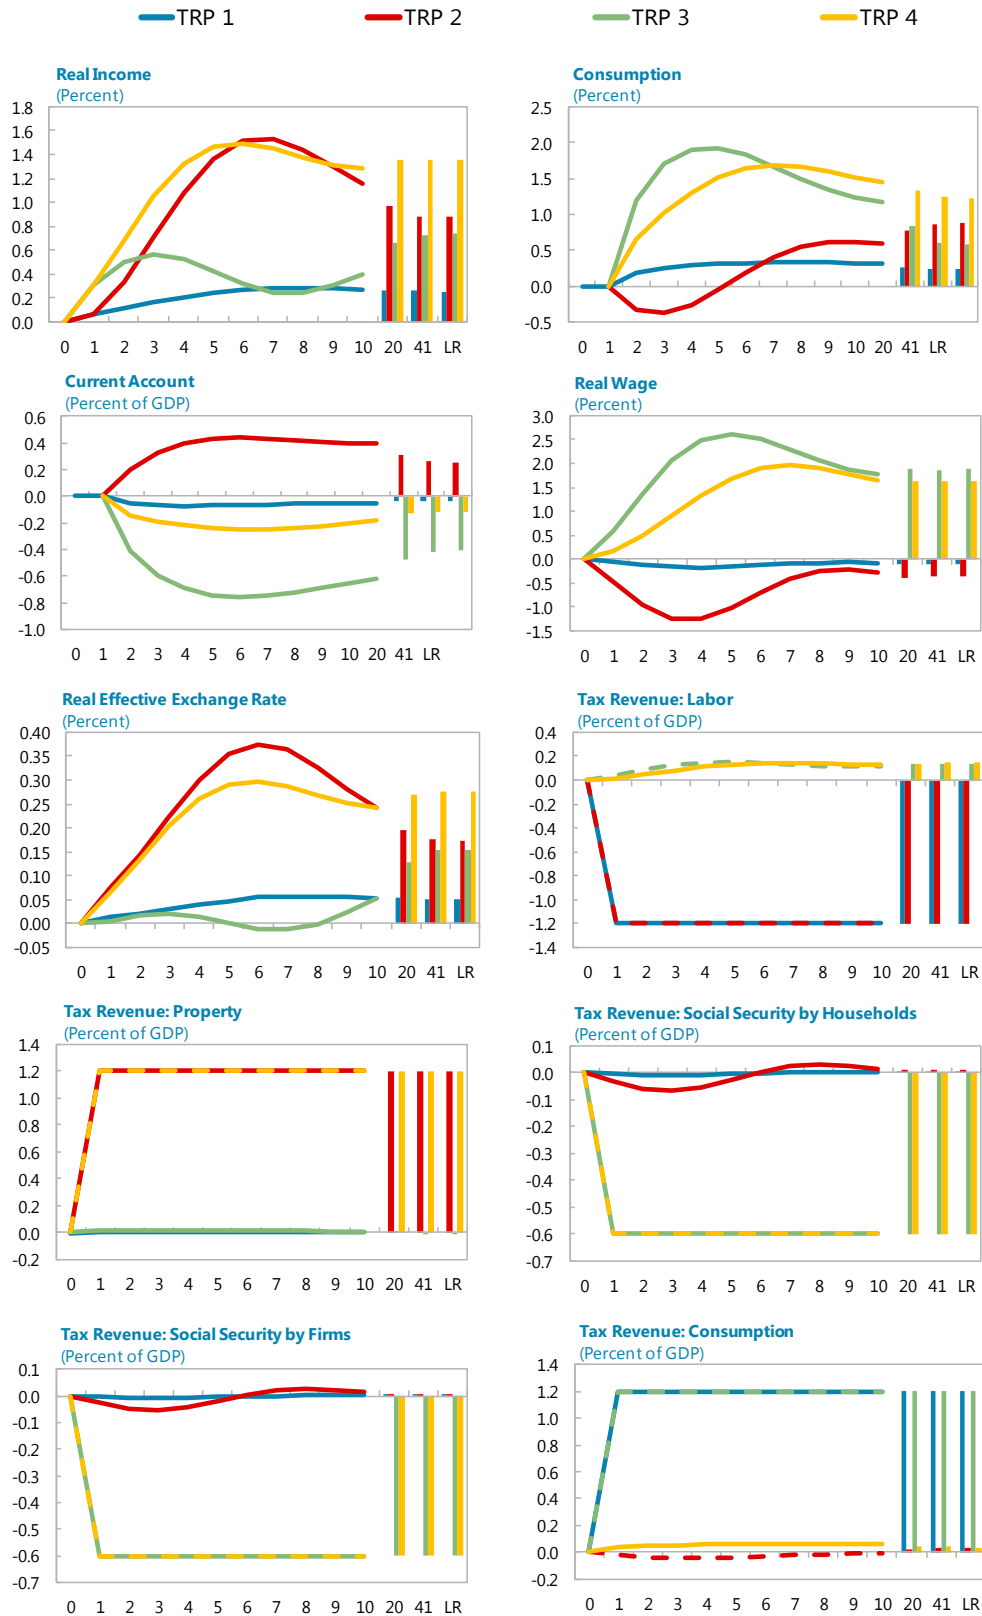 TRP 1 TRP 2 TRP 3 TRP 4
Real Income
(Percent)
1.8
1.6
1.4
1.2
1.0
0.8
0.6
0.4
0.2
0.0
0 1 2 3 4 5 6 7 8 9 10 20 41 LR
Consumption
(Percent)
2.5
2.0
1.5
1.0
0.5
0.0
-0.5
0 1 2 3 4 5 6 7 8 9 10 20 41 LR
Current Account
(Percent of GDP)
0.6
0.4
0.2
0.0
-0.2
-0.4
-0.6
-0.8
-1.0
0 1 2 3 4 5 6 7 8 9 10 20 41 LR
Real Wage
(Percent)
3.0
2.5
2.0
1.5
1.0
0.5
0.0
-0.5
-1.0
-1.5
0 1 2 3 4 5 6 7 8 9 10 20 41 LR
Real Effective Exchange Rate
(Percent)
0.40
0.35
0.30
0.25
0.20
0.15
0.10
0.05
0.00
-0.05
0 1 2 3 4 5 6 7 8 9 10 20 41 LR
Tax Revenue: Labor
(Percent of GDP)
0.4
0.2
0.0
-0.2
-0.4
-0.6
-0.8
-1.0
-1.2
-1.4
0 1 2 3 4 5 6 7 8 9 10 20 41 LR
Tax Revenue: Property
(Percent of GDP)
1.4
1.2
1.0
0.8
0.6
0.4
0.2
0.0
-0.2
0 1 2 3 4 5 6 7 8 9 10 20 41 LR
Tax Revenue: Social Security by Households
(Percent of GDP)
0.1
0.0
-0.1
-0.2
-0.3
-0.4
-0.5
-0.6
-0.7
0 1 2 3 4 5 6 7 8 9 10 20 41 LR
Tax Revenue: Social Security by Firms
(Percent of GDP)
0.1
0.0
-0.1
-0.2
-0.3
-0.4
-0.5
-0.6
-0.7
0 1 2 3 4 5 6 7 8 9 10 20 41 LR
Tax Revenue: Consumption
(Percent of GDP)
1.4
1.2
1.0
0.8
0.6
0.4
0.2
0.0
-0.2
0 1 2 3 4 5 6 7 8 9 10 20 41 LR